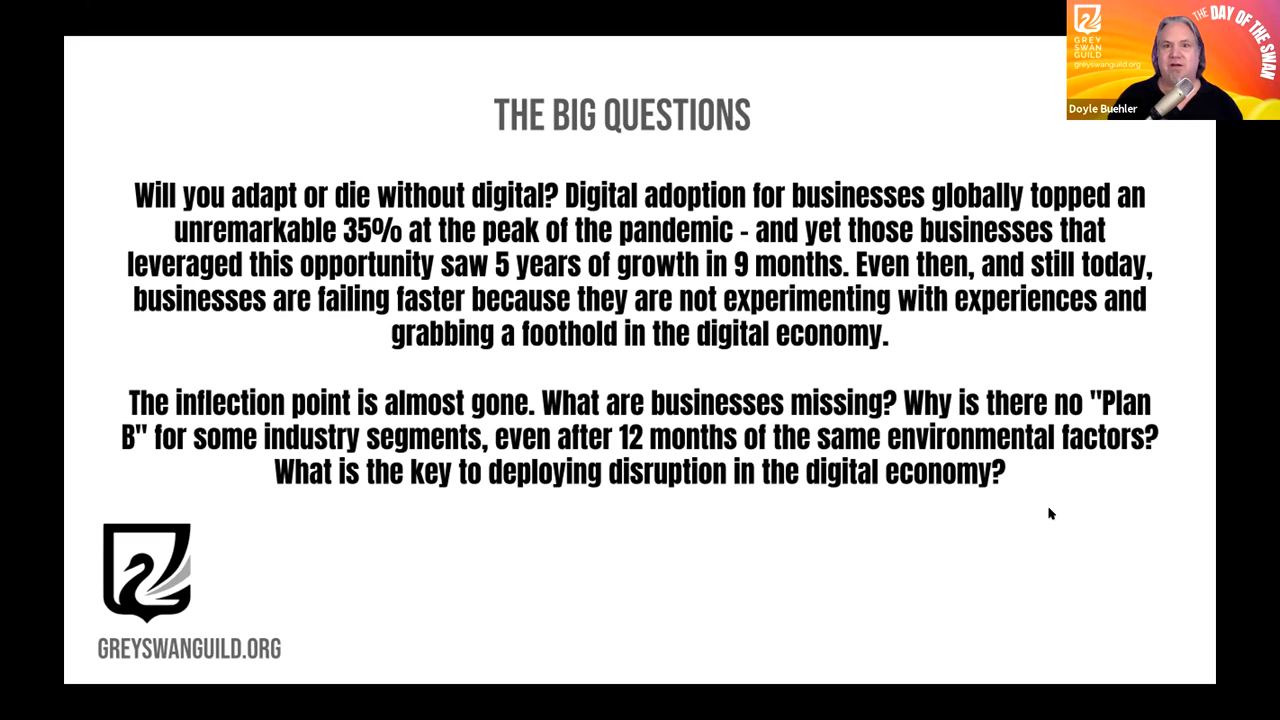 THE BIG QUESTIONS
Will you adapt or die without digital? Digital adoption for businesses globally topped an
unremarkable 35% at the peak of the pandemic - and yet those businesses that
leveraged this opportunity saw 5 years of growth in 9 months. Even then, and still today,
businesses are failing faster because they are not experimenting with experiences and
grabbing a foothold in the digital economy.
The inflection point is almost gone. What are businesses missing? Why is there no "Plan
B" for some industry segments, even after 12 months of the same environmental factors?
What is the key to deploying disruption in the digital economy?
GREYSWANGUILD.ORG
GREY
SWAN
GUILD
greyswanguild.org
THE DAY OF THE SWAN
Doyle Buehler